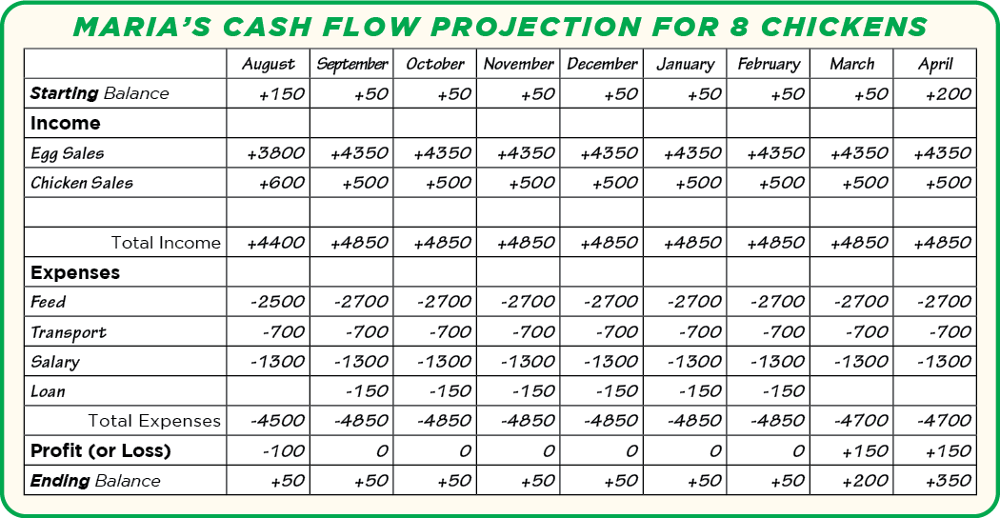 MARIA'S CASH FLOW PROJECTION FOR 8 CHICKENS
August September October November December January February March April
Starting Balance +150 +50 +50 +50 +50 +50 +50 +50 +200
Income
Egg Sales +3800 +4350 +4350 +4350 +4350 +4350 +4350 +4350 +4350
Chicken Sales +600 +500 +500 +500 +500 +500 +500 +500 +500
Total Income +4400 +4850 +4850 +4850 +4850 +4850 +4850 +4850 +4850
Expenses
Feed -2500 -2700 -2700 -2700 -2700 -2700 -2700 -2700 -2700
Transport -700 -700 -700 -700 -700 -700 -700 -700 -700
Salary -1300 -1300 -1300 -1300 -1300 -1300 -1300 -1300 -1300
Loan -150 -150 -150 -150 -150 -150
Total Expenses -4500 -4850 -4850 -4850 -4850 -4850 -4850 -4700 -4700
Profit (or Loss) -100 0 0 0 0 0 0 +150 +150
Ending Balance +50 +50 +50 +50 +50 +50 +50 +200 +350